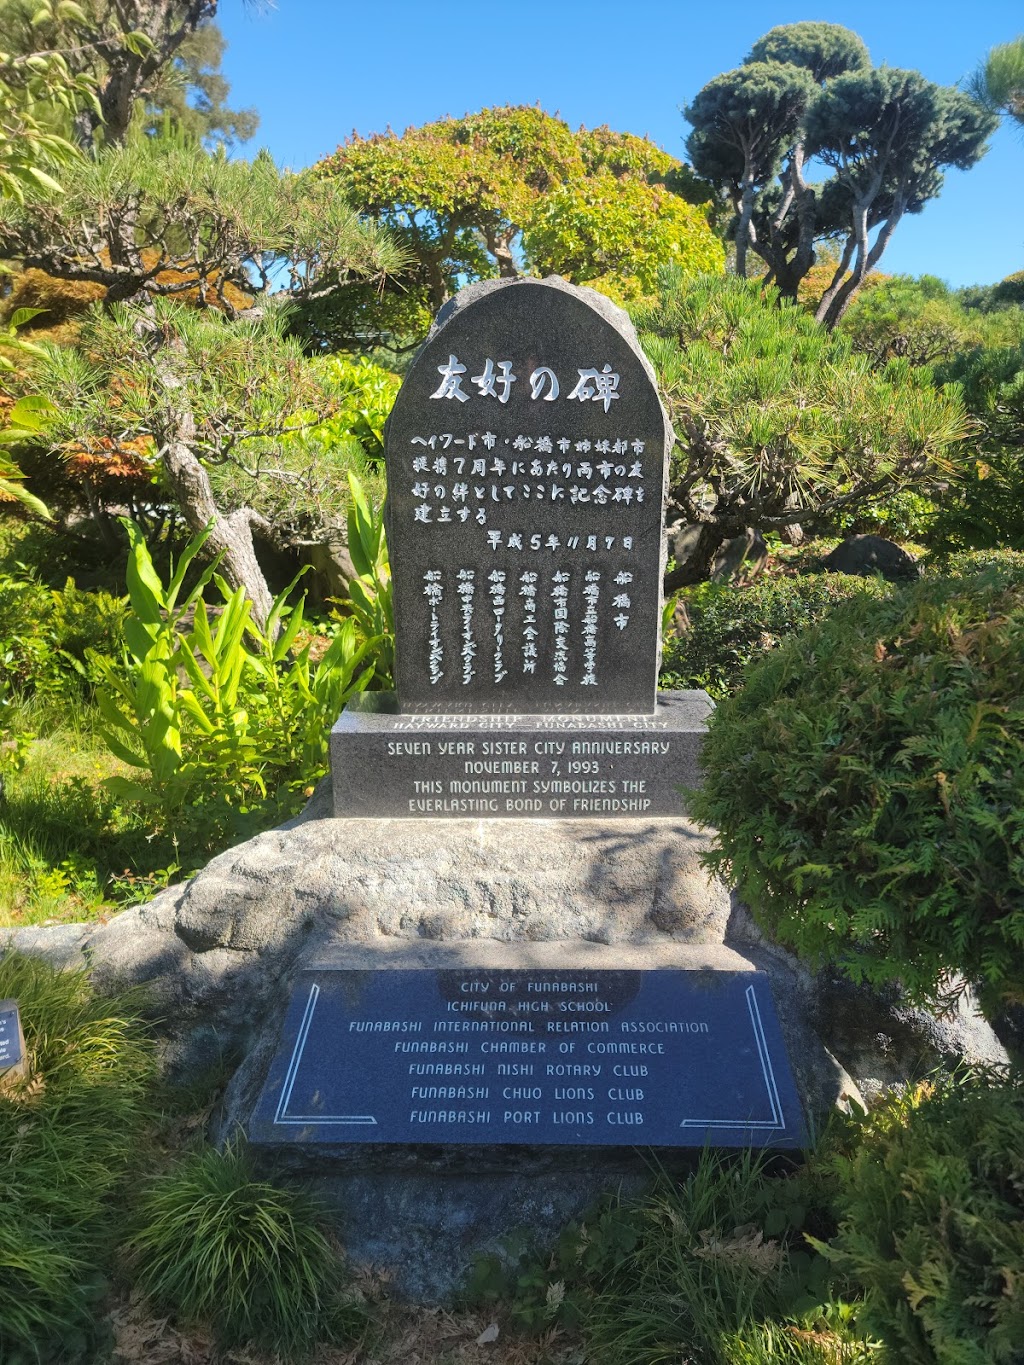 友好の碑
ヘイワード市・船橋市姉妹都市
提携7周年にあたり両市の友
好の絆としてここに記念碑を
建立する
平成5年11月7日
船橋市
船橋市立船橋高等学校
船橋市国際交流協会
船橋商工会議所
船橋西ロータリークラブ
船橋中央ライオンズクラブ
船橋ポートライオンズクラブ
FRIENDSHIP MONUMENT
HAYWARD CITY FUNABASHI CITY
SEVEN YEAR SISTER CITY ANNIVERSARY
NOVEMBER 7, 1993
THIS MONUMENT SYMBOLIZES THE
EVERLASTING BOND OF FRIENDSHIP
CITY OF FUNABASHI
ICHIFUNA HIGH SCHOOL
FUNABASHI INTERNATIONAL RELATION ASSOCIATION
FUNABASHI CHAMBER OF COMMERCE
FUNABASHI NISHI ROTARY CLUB
FUNABASHI CHUO LIONS CLUB
FUNABASHI PORT LIONS CLUB